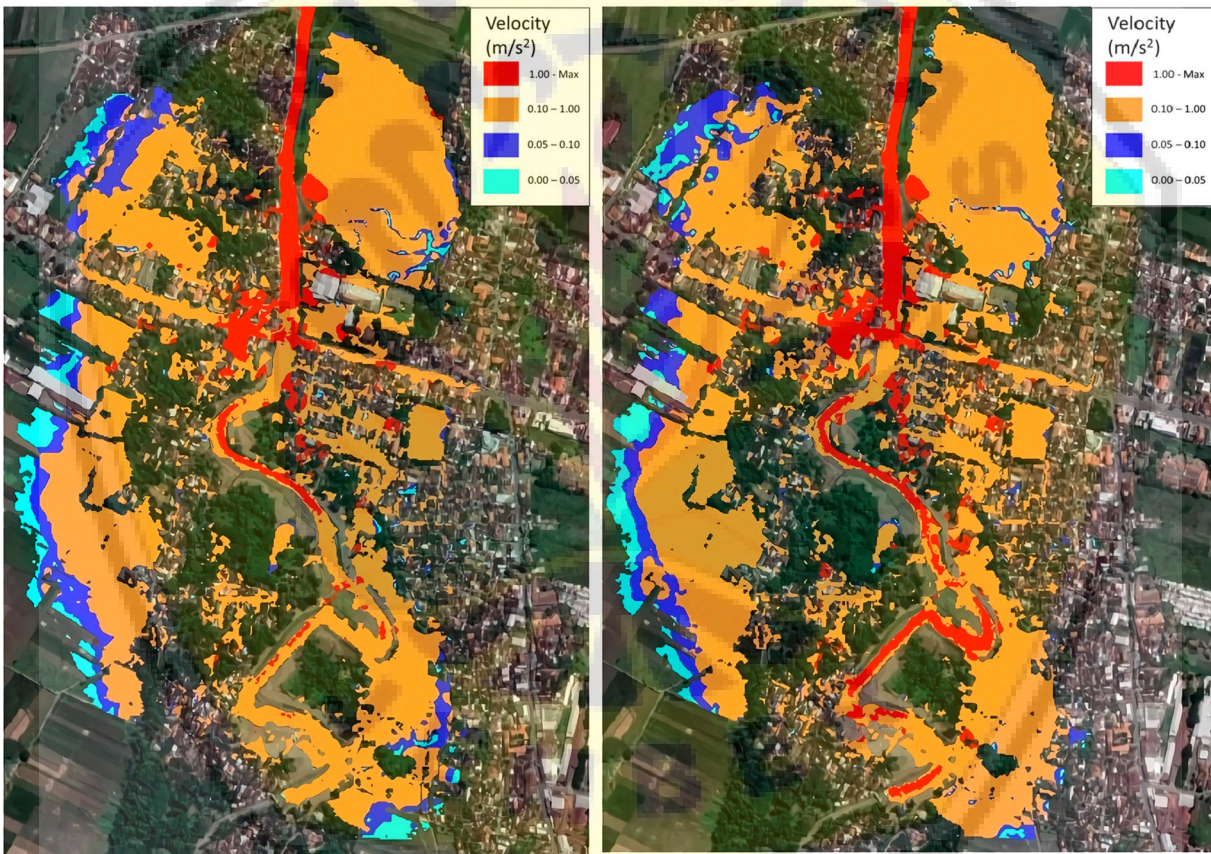 Velocity
(m/s²)
1.00 - Max
0.10 – 1.00
0.05 – 0.10
0.00 – 0.05
Velocity
(m/s²)
1.00 - Max
0.10 – 1.00
0.05 – 0.10
0.00 – 0.05